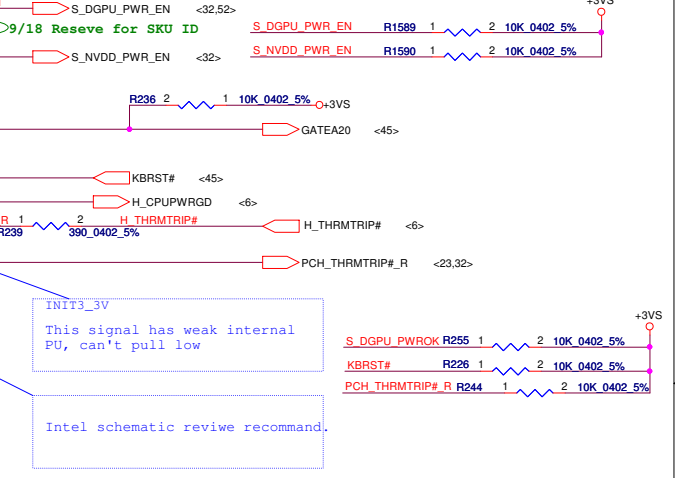 +3VS
S_DGPU_PWR_EN <32,52>
9/18 Reseve for SKU ID
S_DGPU_PWR_EN R1589 1 2 10K_0402_5%
S_NVDD_PWR_EN <32>
S_NVDD_PWR_EN R1590 1 2 10K_0402_5%
R236 2 1 10K_0402_5% +3VS
GATEA20 <45>
KBRST# <45>
H_CPUPWRGD <6>
R 1 2 H_THRMTRIP#
H_THRMTRIP# <6>
R239 390_0402_5%
PCH_THRMTRIP#_R <23,32>
INIT3_3V
This signal has weak internal
PU, can't pull low
+3VS
S_DGPU_PWROK R255 1 2 10K_0402_5%
KBRST# R226 1 2 10K_0402_5%
PCH_THRMTRIP#_R R244 1 2 10K_0402_5%
Intel schematic reviwe recommand.